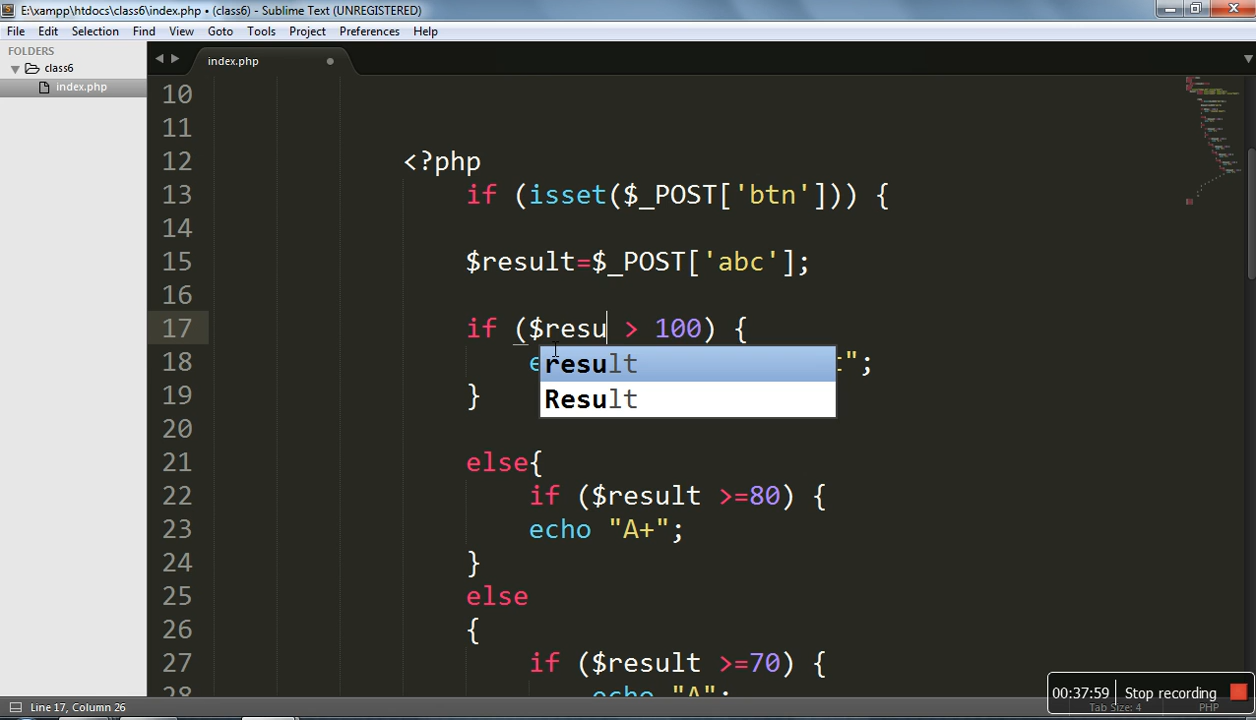 E:\xampp\htdocs\class6\index.php • (class6) - Sublime Text (UNREGISTERED)
File Edit Selection Find View Goto Tools Project Preferences Help
FOLDERS
class6
index.php
index.php
10
11
12 <?php
13 if (isset($_POST['btn'])) {
14
15 $result=$_POST['abc'];
16
17 if ($resu > 100) {
18 ";
result
Result
19 }
20
21 else{
22 if ($result >=80) {
23 echo "A+";
24 }
25 else
26 {
27 if ($result >=70) {
28 echo "A";
Line 17, Column 26
00:37:59 Stop recording
Tab Size: 4 PHP